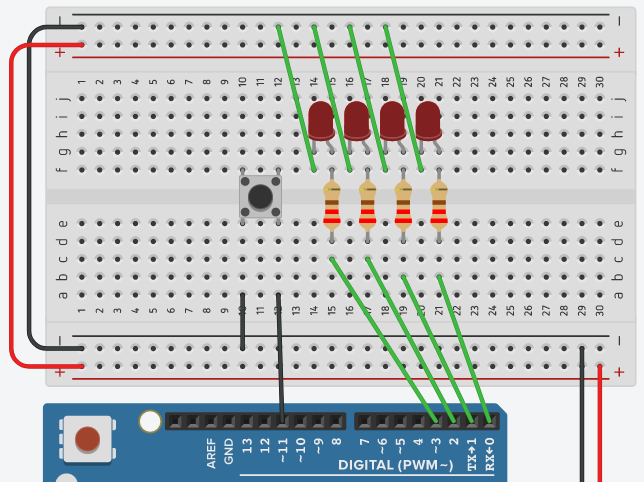 − −
+ +
1 2 3 4 5 6 7 8 9 10 11 12 13 14 15 16 17 18 19 20 21 22 23 24 25 26 27 28 29 30
j j
i i
h h
g g
f f
e e
d d
c c
b b
a a
1 2 3 4 5 6 7 8 9 10 11 12 13 14 15 16 17 18 19 20 21 22 23 24 25 26 27 28 29 30
− −
+ +
AREF GND 13 12 ~11 ~10 ~9 8 7 ~6 ~5 4 ~3 2 TX→1 RX←0
DIGITAL (PWM~)